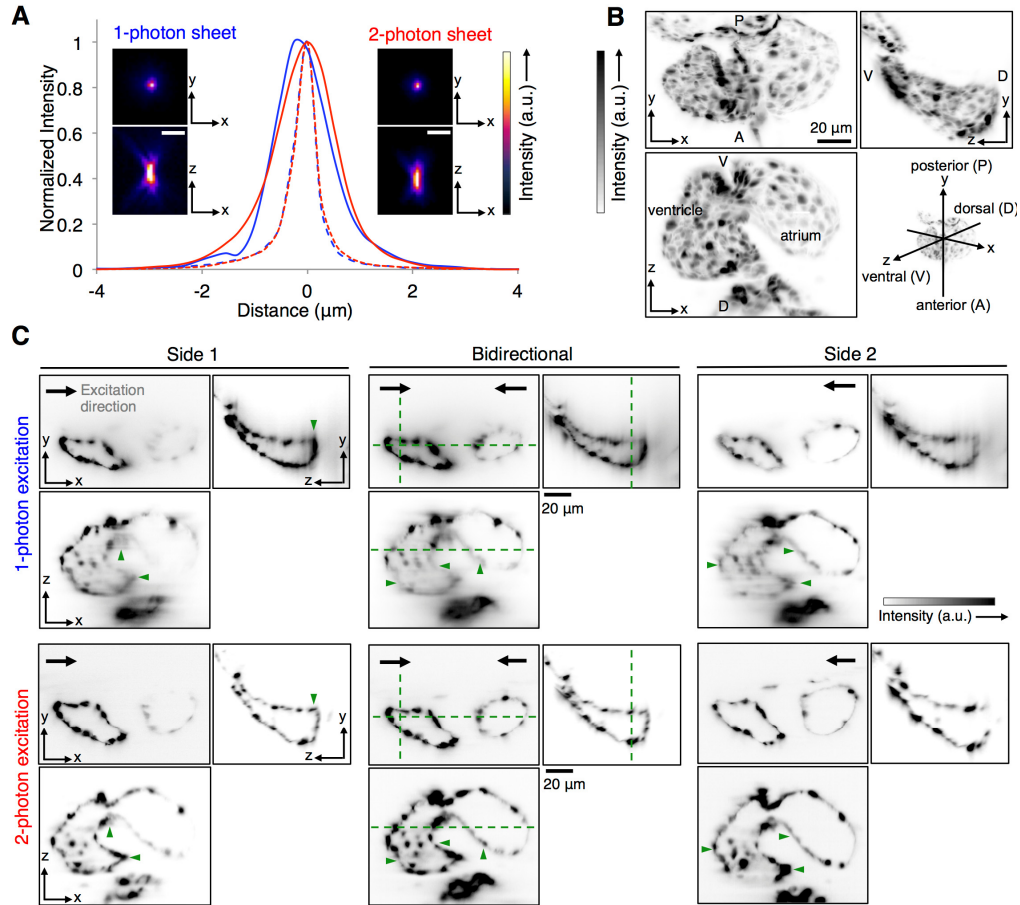 A
1-photon sheet
2-photon sheet
Normalized Intensity
1
0.8
0.6
0.4
0.2
0
y
x
z
x
y
x
z
x
Intensity (a.u.)
-4
-2
0
2
4
Distance (µm)
B
Intensity (a.u.)
P
y
x
A
20 µm
V
D
y
z
V
ventricle
atrium
z
x
D
posterior (P)
y
dorsal (D)
x
z
ventral (V)
anterior (A)
C
Side 1
Bidirectional
Side 2
1-photon excitation
Excitation
direction
y
x
y
z
20 µm
z
x
Intensity (a.u.)
2-photon excitation
y
x
y
z
20 µm
z
x